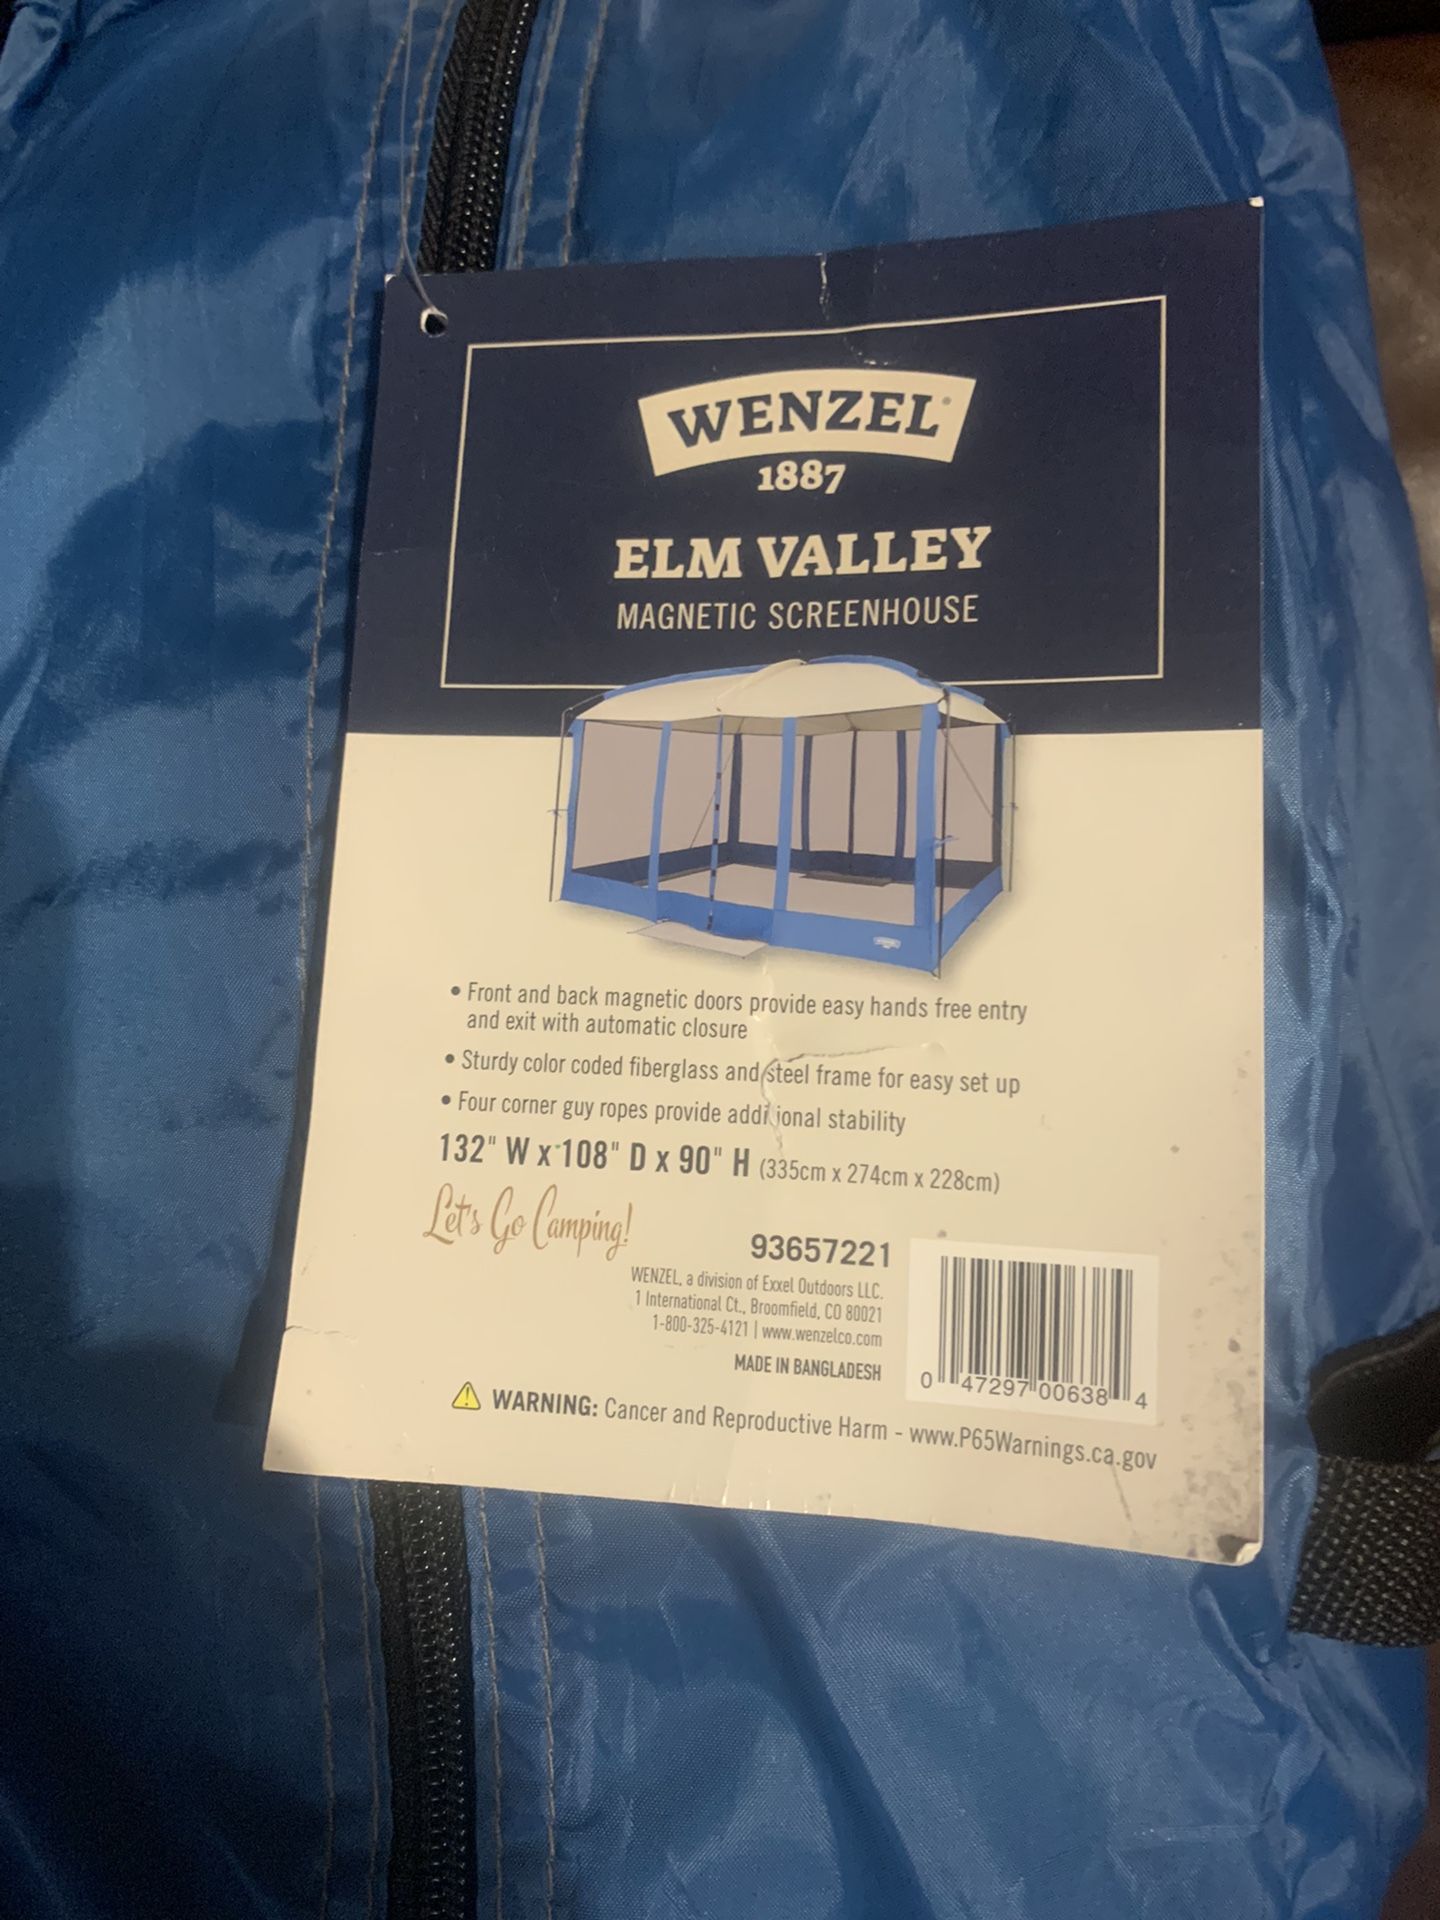 WENZEL
1887
ELM VALLEY
MAGNETIC SCREENHOUSE
• Front and back magnetic doors provide easy hands free entry
and exit with automatic closure
• Sturdy color coded fiberglass and steel frame for easy set up
• Four corner guy ropes provide additional stability
132" W x 108" D x 90" H (335cm x 274cm x 228cm)
Let's Go Camping!
93657221
WENZEL, a division of Exxel Outdoors LLC.
1 International Ct., Broomfield, CO 80021
1-800-325-4121 | www.wenzelco.com
MADE IN BANGLADESH
0 47297 00638 4
WARNING: Cancer and Reproductive Harm - www.P65Warnings.ca.gov